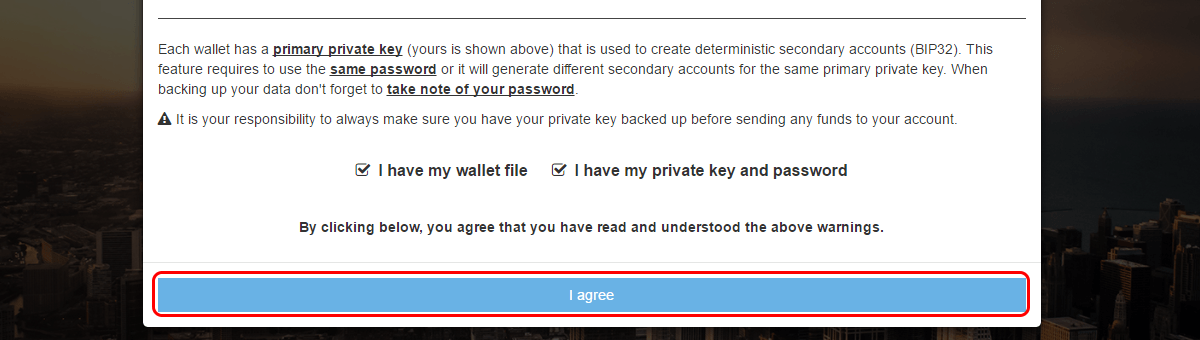 Each wallet has a primary private key (yours is shown above) that is used to create deterministic secondary accounts (BIP32). This
feature requires to use the same password or it will generate different secondary accounts for the same primary private key. When
backing up your data don't forget to take note of your password.
It is your responsibility to always make sure you have your private key backed up before sending any funds to your account.
I have my wallet file I have my private key and password
By clicking below, you agree that you have read and understood the above warnings.
I agree